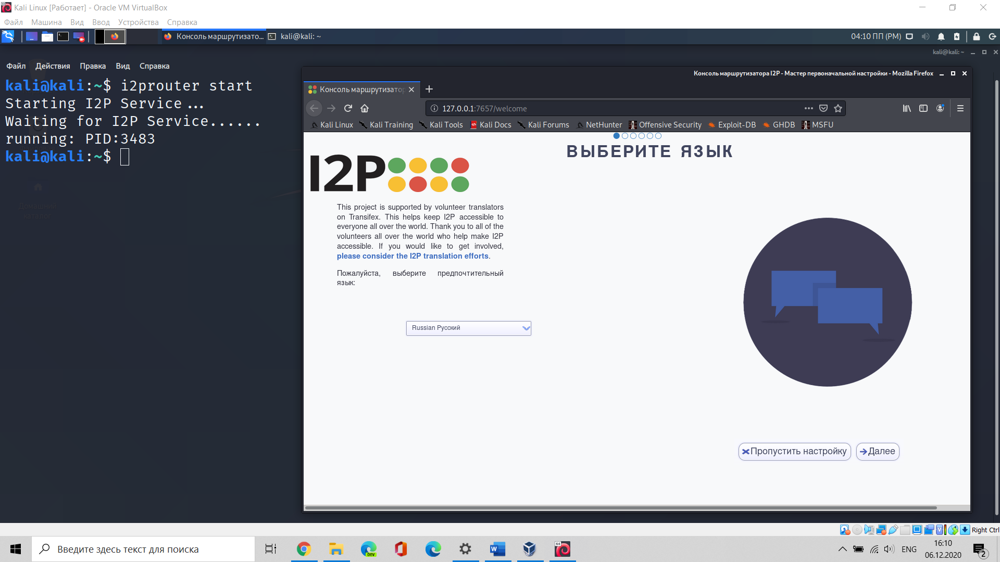 Kali Linux [Работает] - Oracle VM VirtualBox
Файл Машина Вид Ввод Устройства Справка
Консоль маршрутизато... kali@kali: ~ 04:10 ПП (PM)
kali@kali: ~
Файл Действия Правка Вид Справка
kali@kali:~$ i2prouter start
Starting I2P Service ...
Waiting for I2P Service......
running: PID:3483
kali@kali:~$
Домашний
каталог
Консоль маршрутизатора I2P - Мастер первоначальной настройки - Mozilla Firefox
Консоль маршрутизатор
127.0.0.1:7657/welcome
Kali Linux Kali Training Kali Tools Kali Docs Kali Forums NetHunter Offensive Security Exploit-DB GHDB MSFU
ВЫБЕРИТЕ ЯЗЫК
I2P
This project is supported by volunteer translators
on Transifex. This helps keep I2P accessible to
everyone all over the world. Thank you to all of the
volunteers all over the world who help make I2P
accessible. If you would like to get involved,
please consider the I2P translation efforts.
Пожалуйста, выберите предпочтительный
язык:
Russian Русский
Пропустить настройку Далее
Right Ctrl
Введите здесь текст для поиска
DEV
64
ENG
16:10
06.12.2020
2